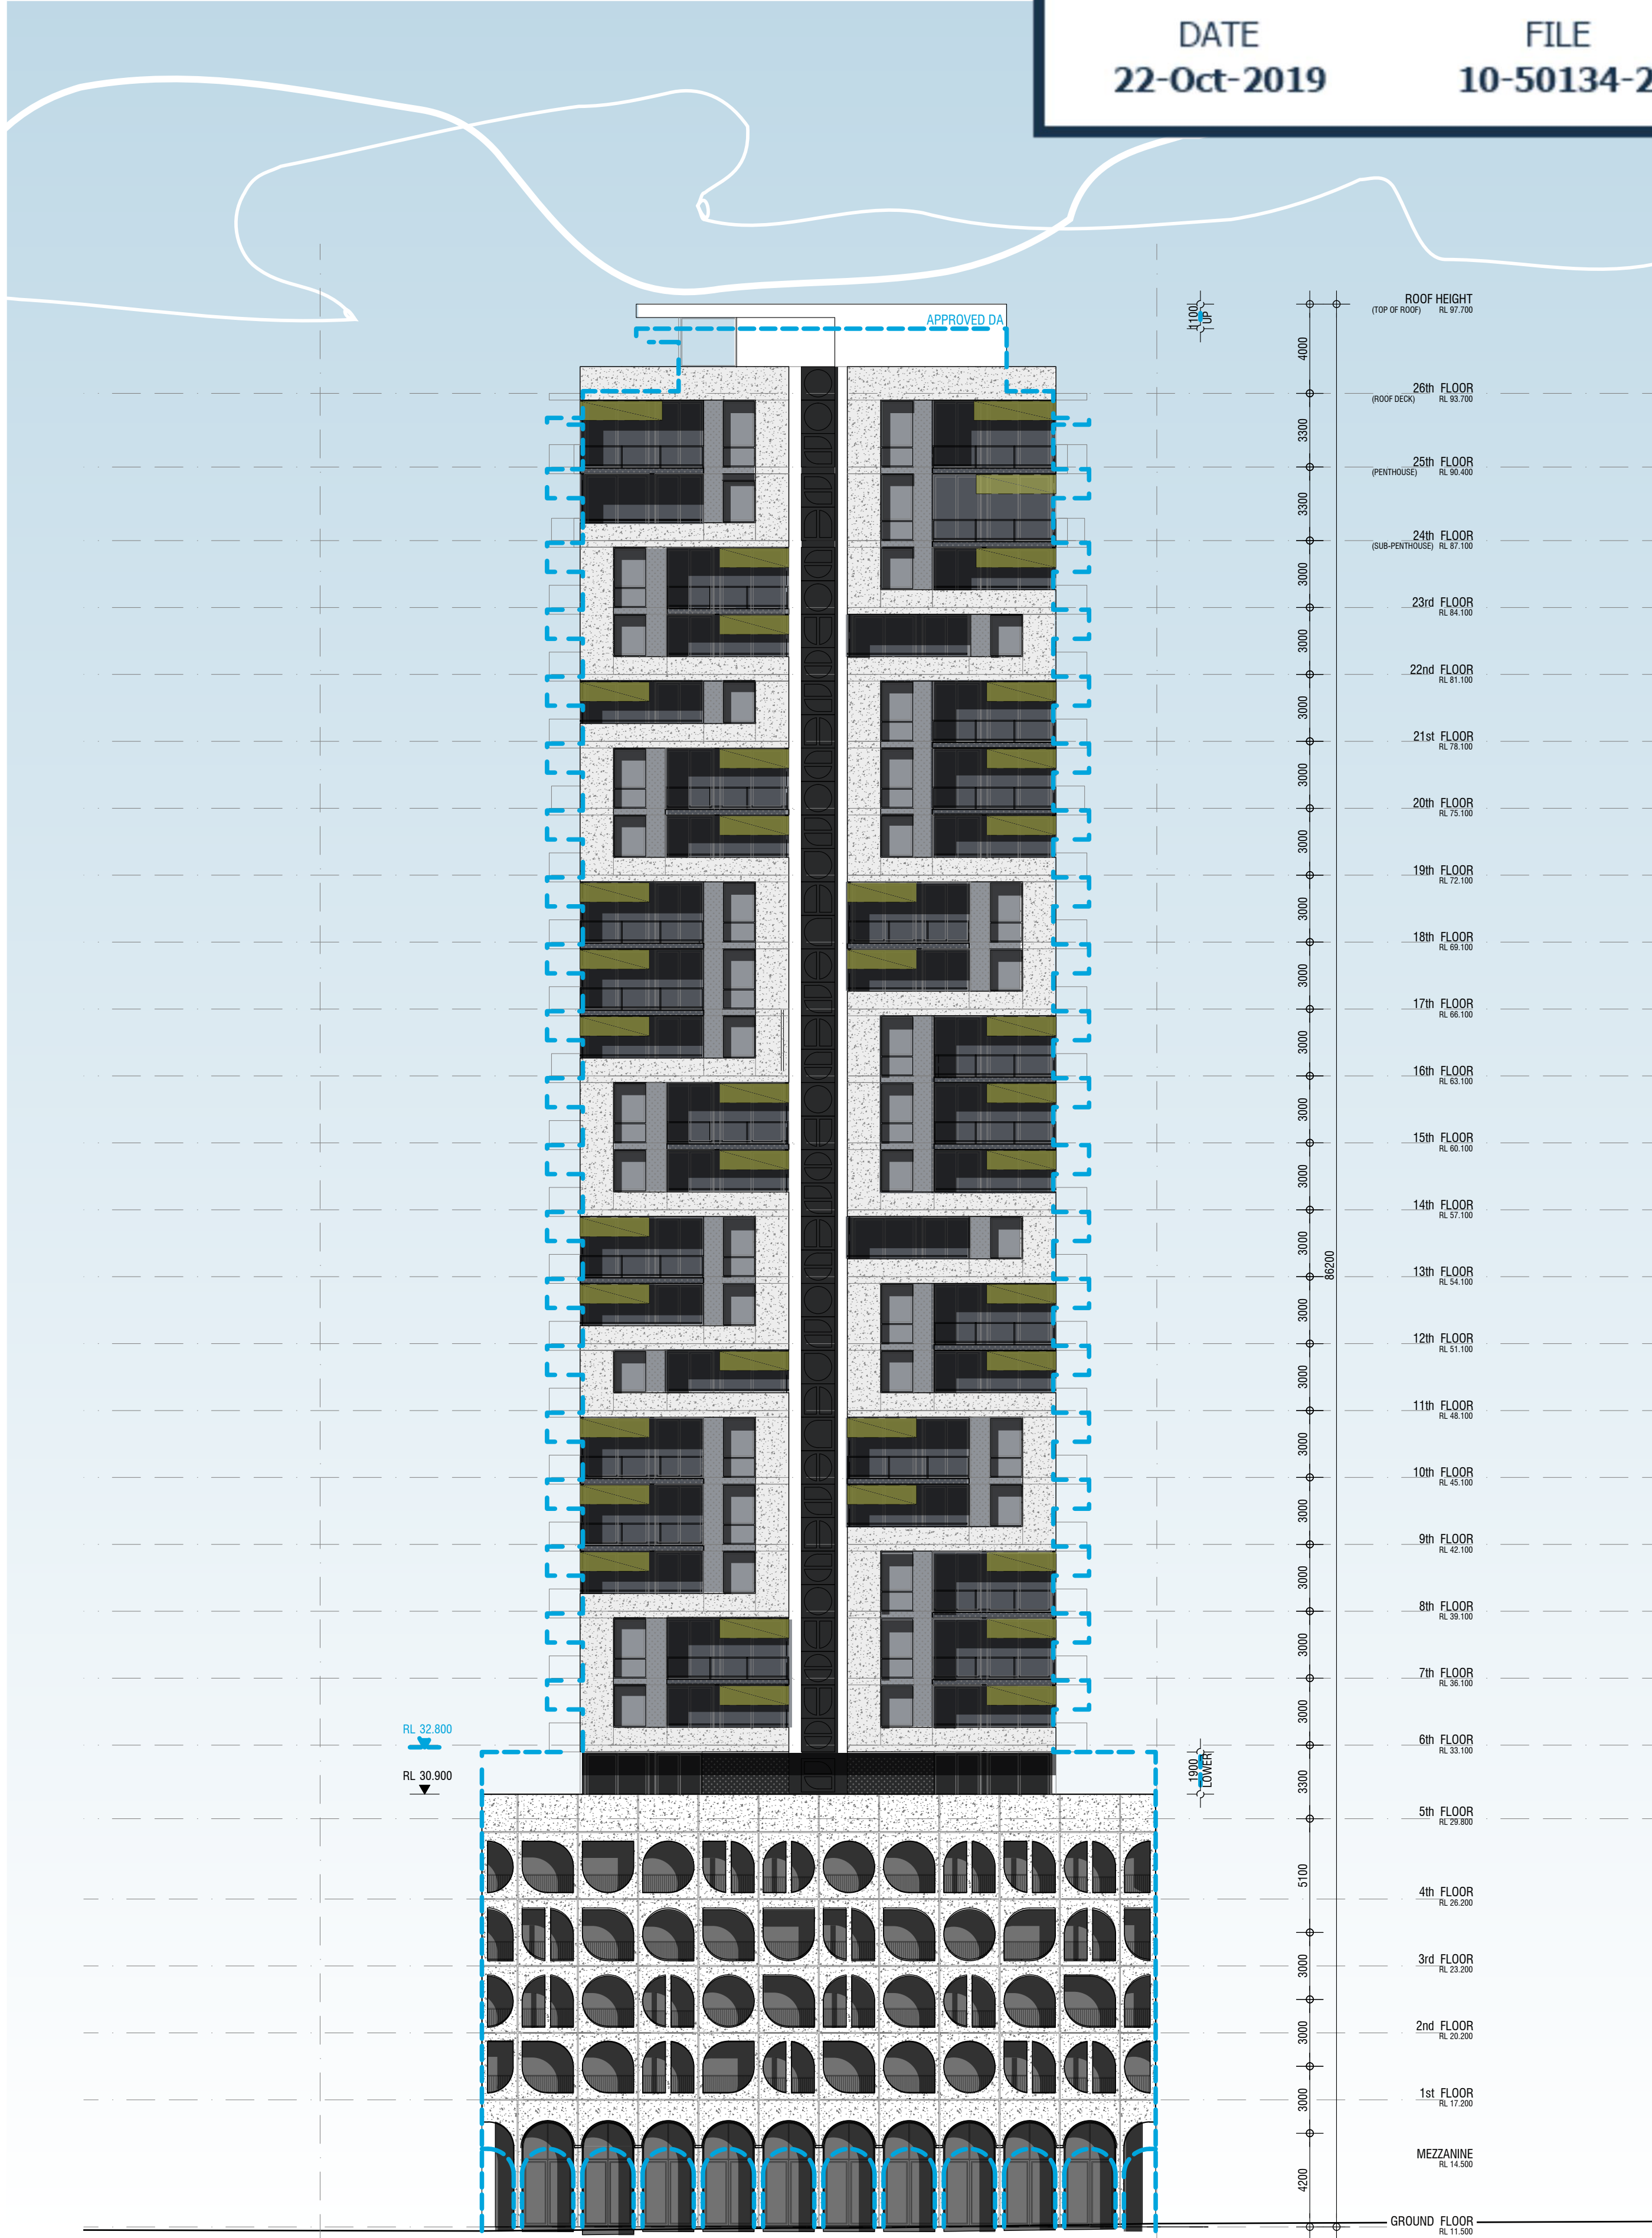 DATE FILE
22-Oct-2019 10-50134-2
ROOF HEIGHT
(TOP OF ROOF) RL 97.700
1100
UP
APPROVED DA
4000
26th FLOOR
(ROOF DECK) RL 93.700
3300
25th FLOOR
(PENTHOUSE) RL 90.400
3300
24th FLOOR
(SUB-PENTHOUSE) RL 87.100
3000
23rd FLOOR
RL 84.100
3000
22nd FLOOR
RL 81.100
3000
21st FLOOR
RL 78.100
3000
20th FLOOR
RL 75.100
3000
19th FLOOR
RL 72.100
3000
18th FLOOR
RL 69.100
3000
17th FLOOR
RL 66.100
3000
16th FLOOR
RL 63.100
3000
15th FLOOR
RL 60.100
3000
14th FLOOR
RL 57.100
3000
86200
13th FLOOR
RL 54.100
3000
12th FLOOR
RL 51.100
3000
11th FLOOR
RL 48.100
3000
10th FLOOR
RL 45.100
3000
9th FLOOR
RL 42.100
3000
8th FLOOR
RL 39.100
3000
7th FLOOR
RL 36.100
3000
RL 32.800
6th FLOOR
RL 33.100
RL 30.900
1900
LOWER
3300
5th FLOOR
RL 29.800
5100
4th FLOOR
RL 26.200
3000
3rd FLOOR
RL 23.200
3000
2nd FLOOR
RL 20.200
3000
1st FLOOR
RL 17.200
MEZZANINE
RL 14.500
4200
GROUND FLOOR
RL 11.500